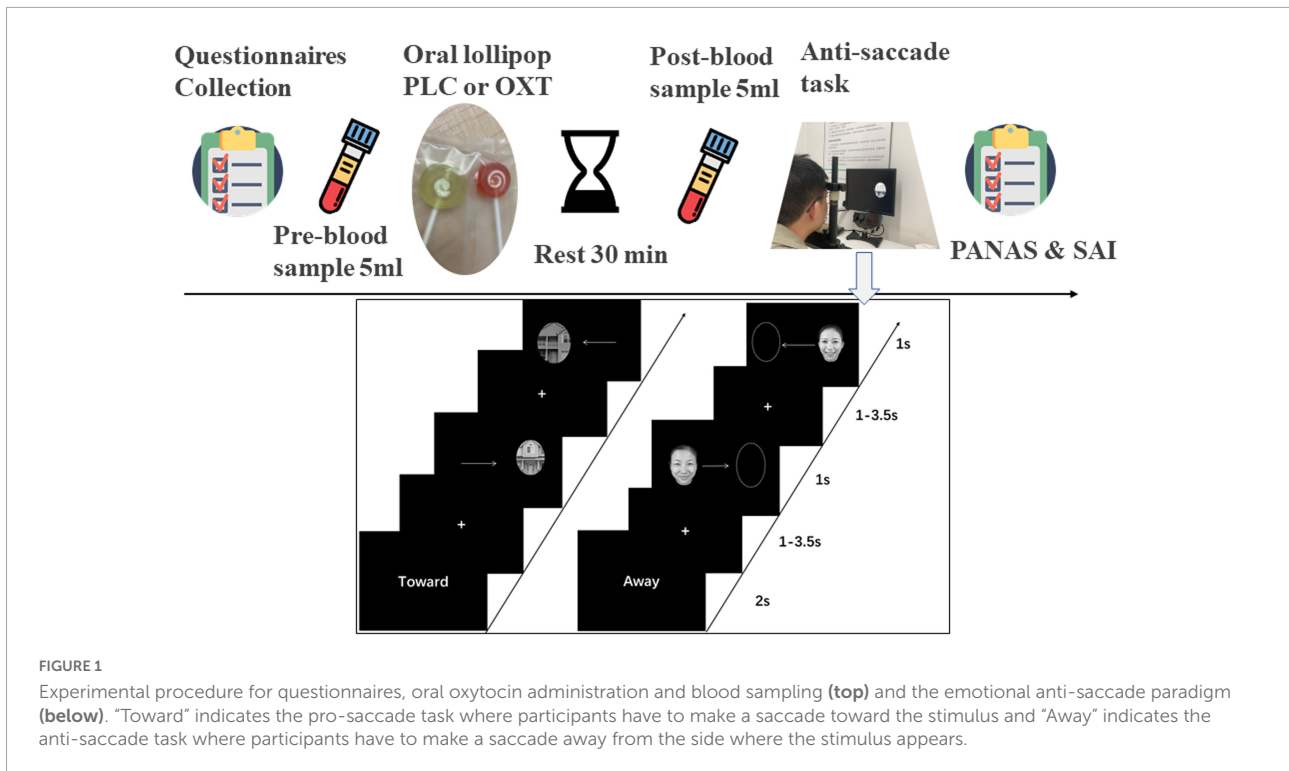 Questionnaires
Collection
Oral lollipop
PLC or OXT
Post-blood
sample 5ml
Anti-saccade
task
Pre-blood
sample 5ml
Rest 30 min
PANAS & SAI
+
+
Toward
+
+
Away
1s
1-3.5s
1s
1-3.5s
2s
FIGURE 1
Experimental procedure for questionnaires, oral oxytocin administration and blood sampling (top) and the emotional anti-saccade paradigm
(below). “Toward” indicates the pro-saccade task where participants have to make a saccade toward the stimulus and “Away” indicates the
anti-saccade task where participants have to make a saccade away from the side where the stimulus appears.